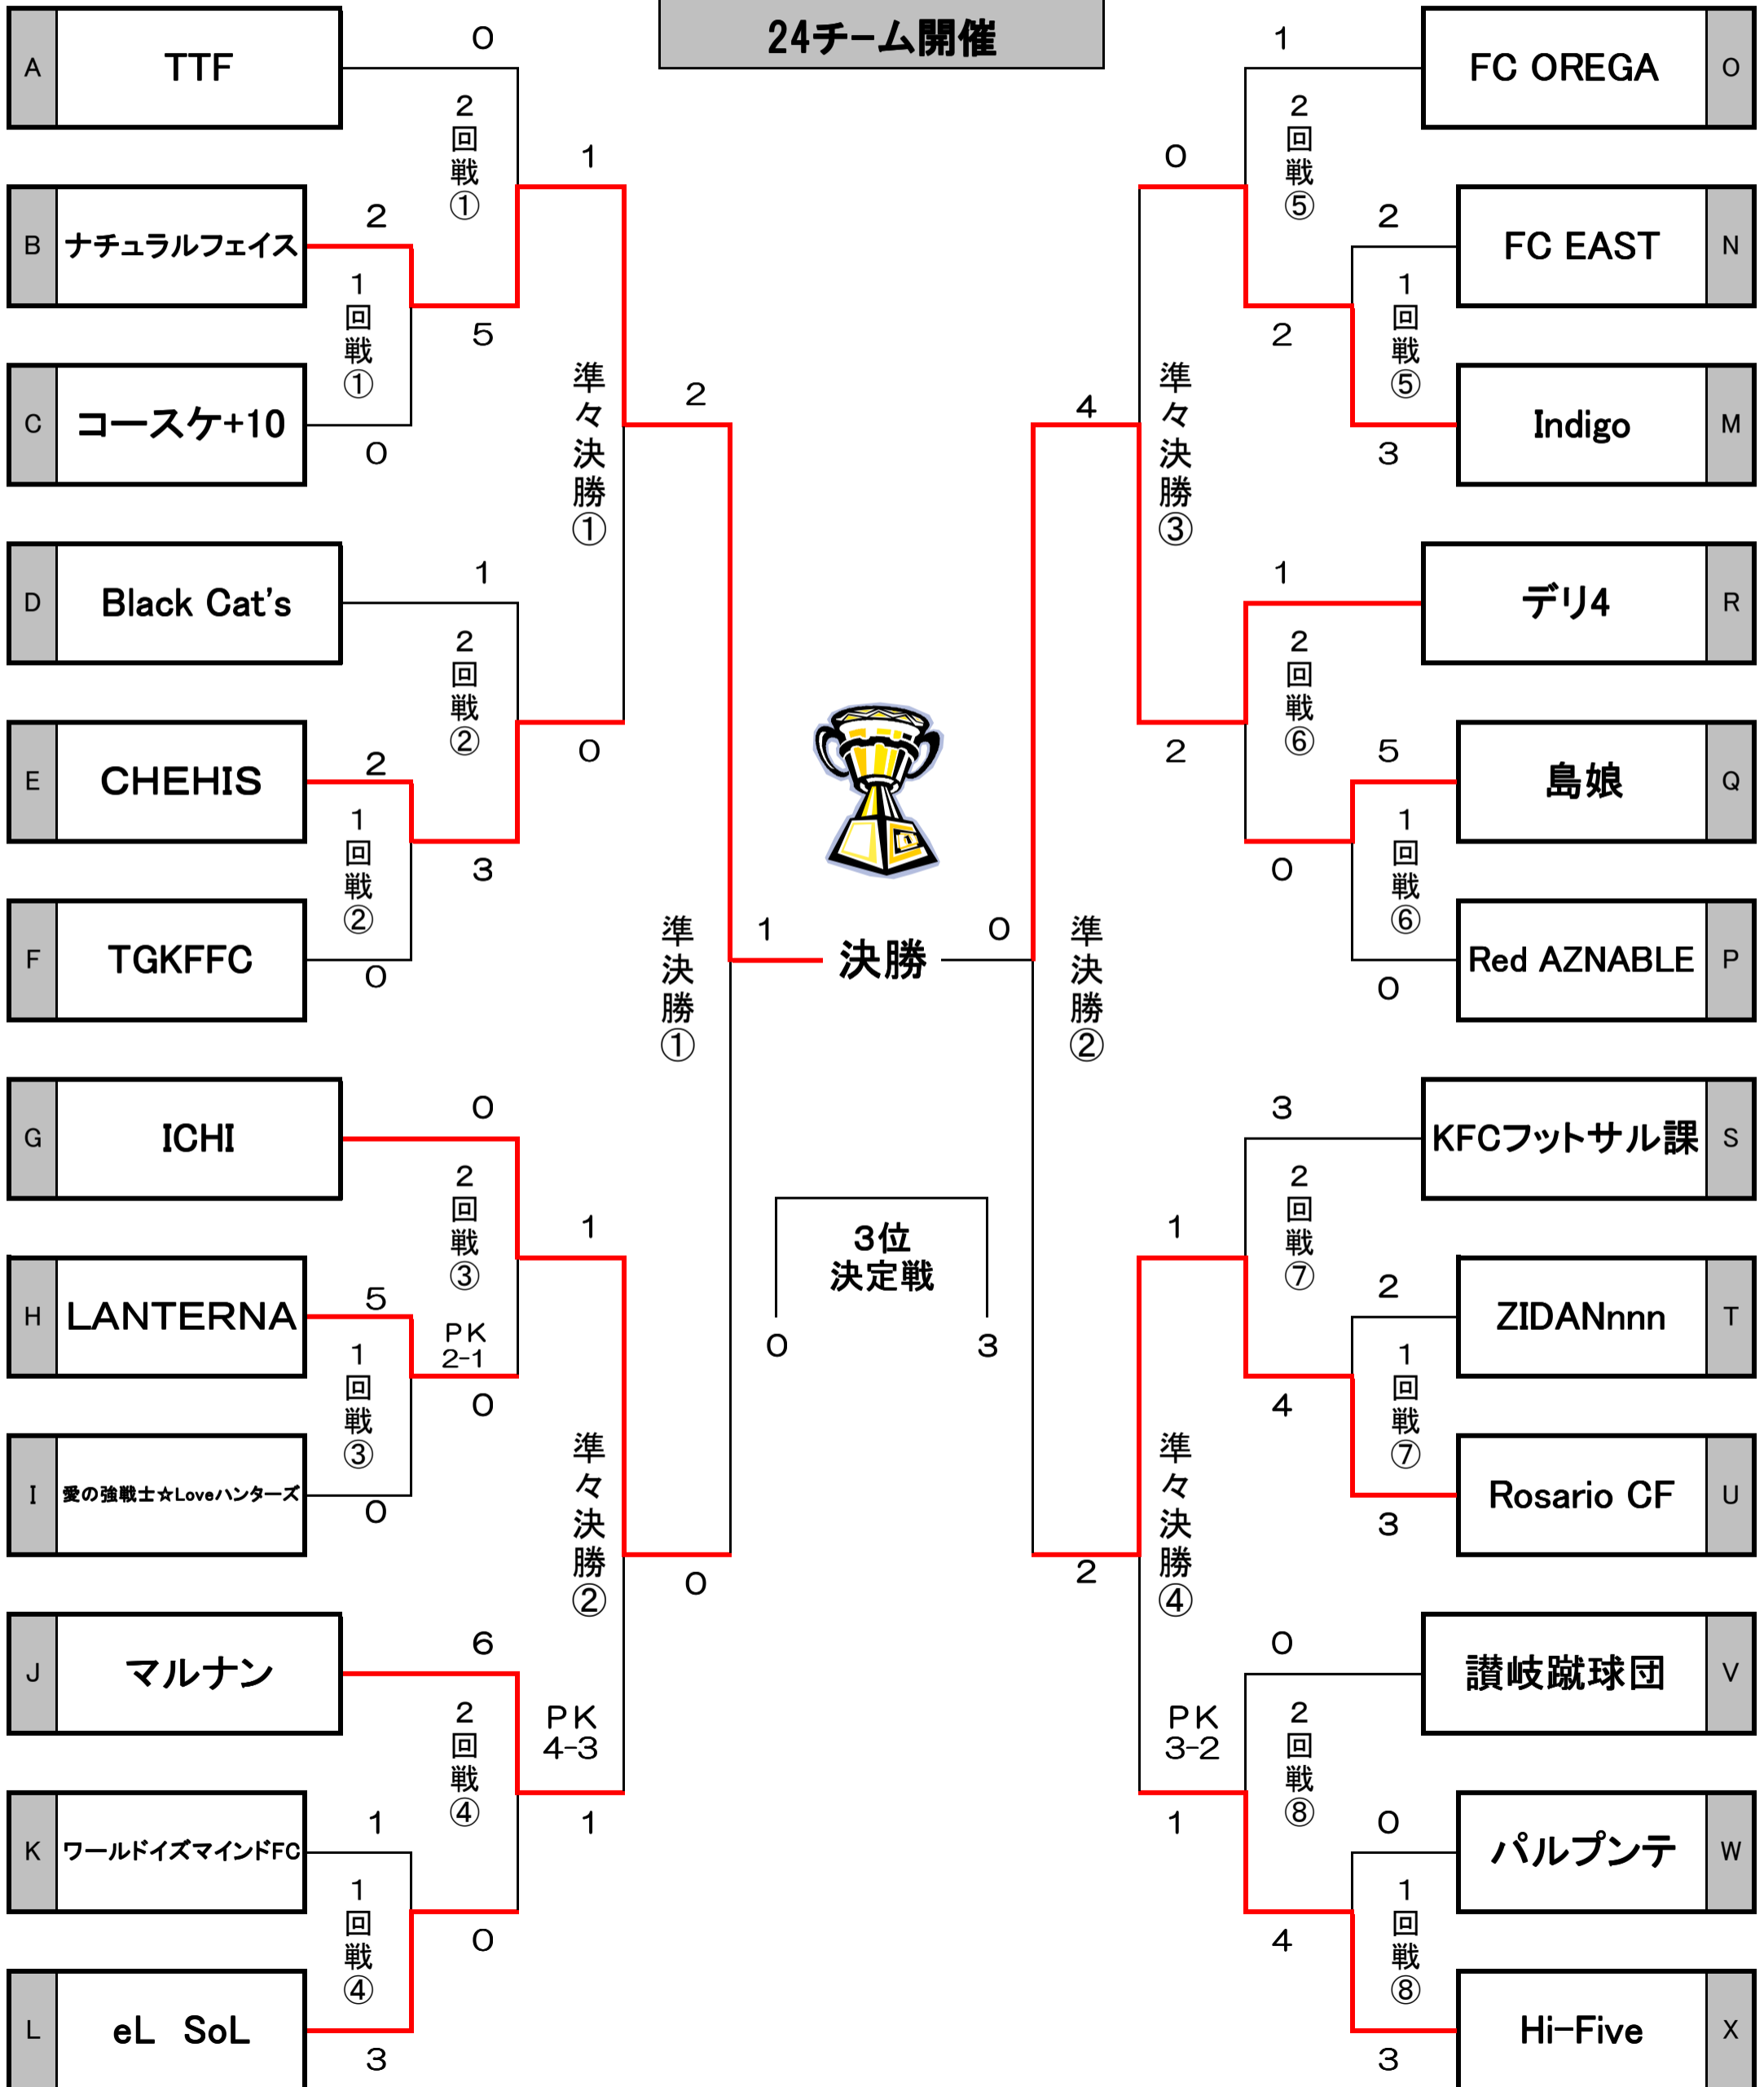 24チーム開催
A
TTF
0
2回戦①
B
ナチュラルフェイス
2
1回戦①
5
1
C
コースケ+10
0
準々決勝①
2
D
Black Cat's
1
2回戦②
E
CHEHIS
2
1回戦②
3
0
F
TGKFFC
0
準決勝①
1
決勝
0
準決勝②
G
ICHI
0
2回戦③
1
H
LANTERNA
5
PK
2-1
1回戦③
0
I
愛の強戦士☆Loveハンターズ
0
準々決勝②
0
J
マルナン
6
2回戦④
PK
4-3
1
K
ワールドイズマインドFC
1
1回戦④
0
L
eL SoL
3
3位
決定戦
0
3
1
FC OREGA
O
2回戦⑤
0
2
FC EAST
N
1回戦⑤
2
3
Indigo
M
4
準々決勝③
1
デリ4
R
2回戦⑥
2
5
島娘
Q
1回戦⑥
0
0
Red AZNABLE
P
3
KFCフットサル課
S
2回戦⑦
1
2
ZIDANnnn
T
1回戦⑦
4
3
Rosario CF
U
準々決勝④
2
0
讃岐蹴球団
V
PK
3-2
2回戦⑧
1
0
パルプンテ
W
1回戦⑧
4
3
Hi-Five
X